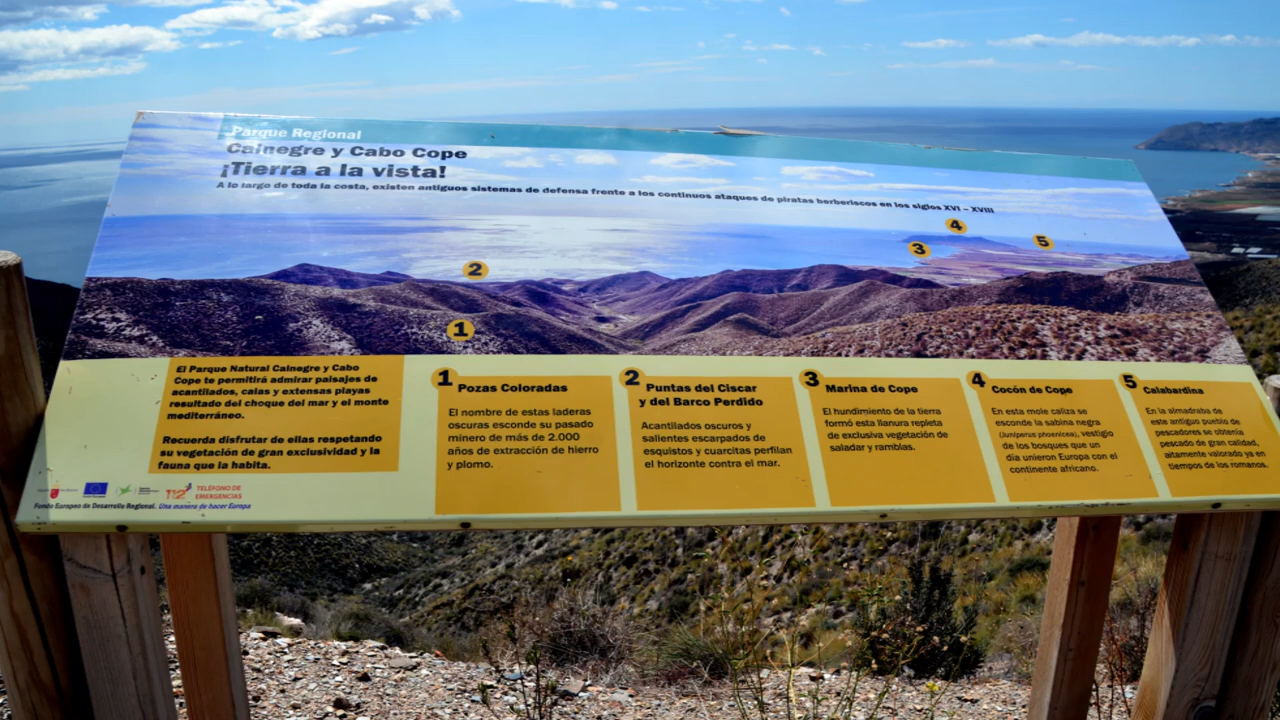 Parque Regional
Calnegre y Cabo Cope
¡Tierra a la vista!
A lo largo de toda la costa, existen antiguos sistemas de defensa frente a los continuos ataques de piratas berberiscos en los siglos XVI – XVIII
4
3
5
2
1
El Parque Natural Calnegre y Cabo
Cope te permitirá admirar paisajes de
acantilados, calas y extensas playas
resultado del choque del mar y el monte
mediterráneo.
Recuerda disfrutar de ellas respetando
su vegetación de gran exclusividad y la
fauna que la habita.
112 TELÉFONO DE
EMERGENCIAS
Fondo Europeo de Desarrollo Regional. Una manera de hacer Europa
1 Pozas Coloradas
El nombre de estas laderas
oscuras esconde su pasado
minero de más de 2.000
años de extracción de hierro
y plomo.
2 Puntas del Ciscar
y del Barco Perdido
Acantilados oscuros y
salientes escarpados de
esquistos y cuarcitas perfilan
el horizonte contra el mar.
3 Marina de Cope
El hundimiento de la tierra
formó esta llanura repleta
de exclusiva vegetación de
saladar y ramblas.
4 Cocón de Cope
En esta mole caliza se
esconde la sabina negra
(Juniperus phoenicea), vestigio
de los bosques que un
día unieron Europa con el
continente africano.
5 Calabardina
En la almadraba de
este antiguo pueblo de
pescadores se obtenía
pescado de gran calidad,
altamente valorado ya en
tiempos de los romanos.